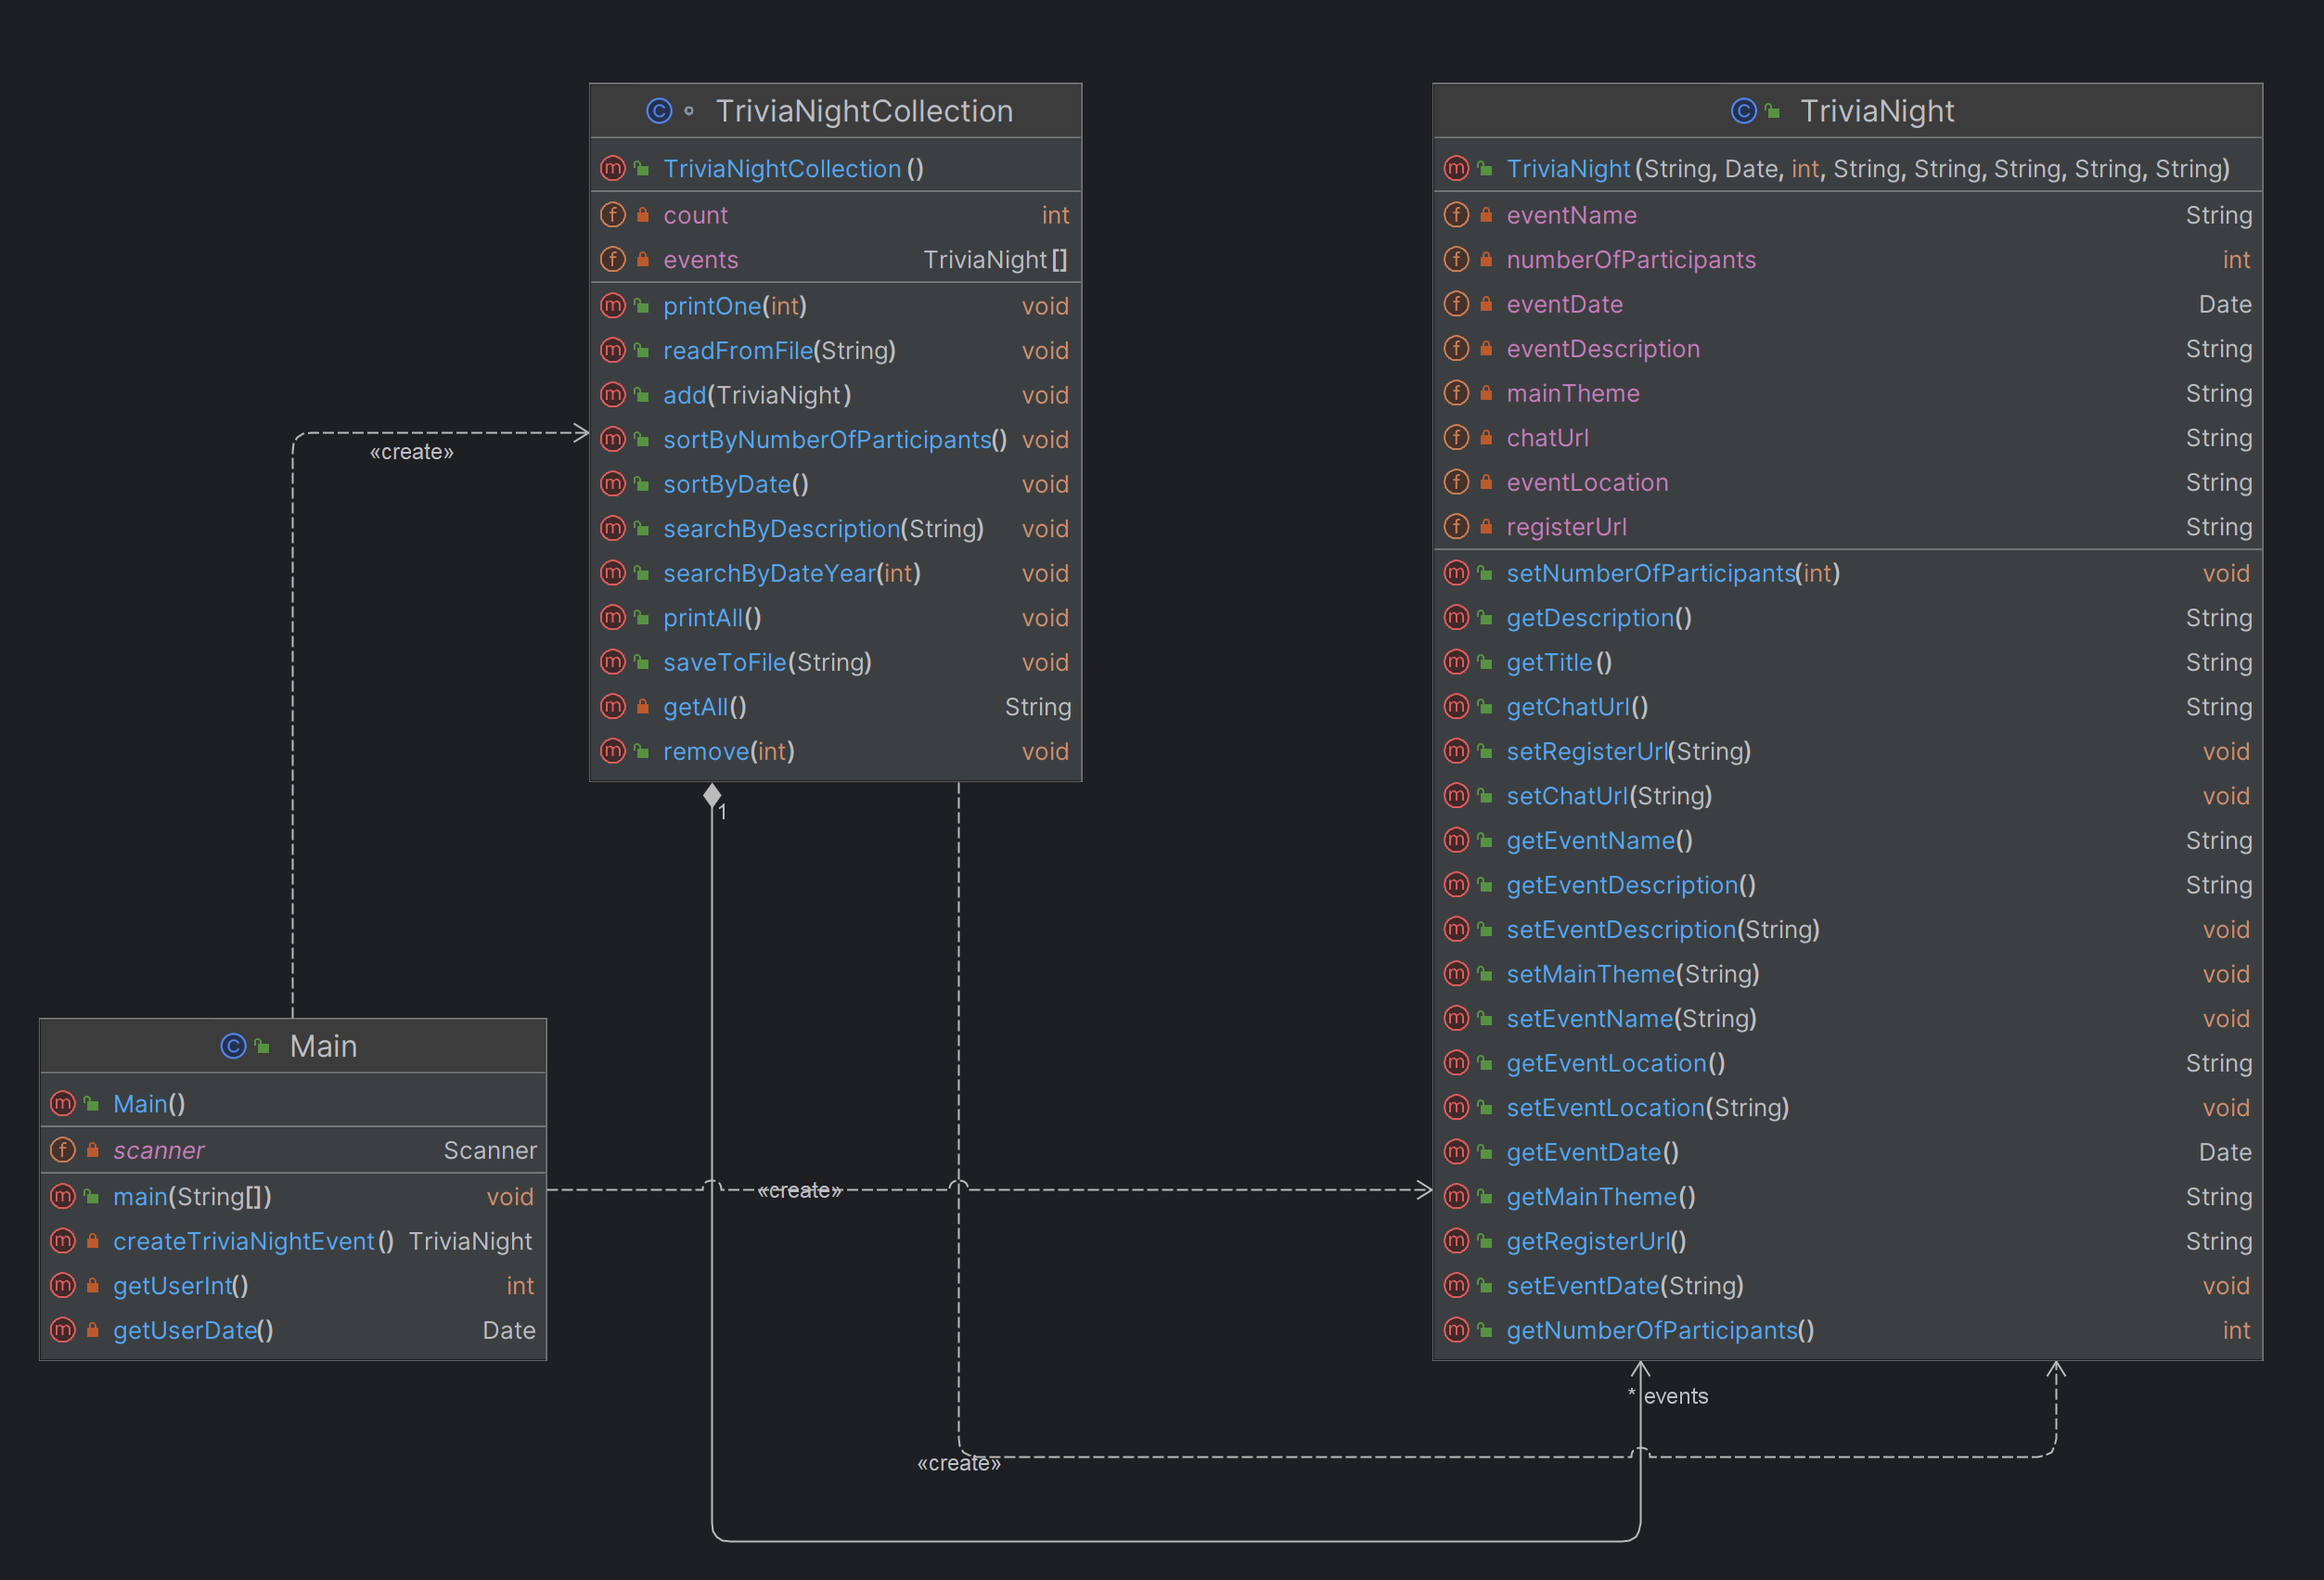 TriviaNightCollection
TriviaNightCollection()
count int
events TriviaNight[]
printOne(int) void
readFromFile(String) void
add(TriviaNight) void
sortByNumberOfParticipants() void
sortByDate() void
searchByDescription(String) void
searchByDateYear(int) void
printAll() void
saveToFile(String) void
getAll() String
remove(int) void
1
TriviaNight
TriviaNight(String, Date, int, String, String, String, String, String)
eventName String
numberOfParticipants int
eventDate Date
eventDescription String
mainTheme String
chatUrl String
eventLocation String
registerUrl String
setNumberOfParticipants(int) void
getDescription() String
getTitle() String
getChatUrl() String
setRegisterUrl(String) void
setChatUrl(String) void
getEventName() String
getEventDescription() String
setEventDescription(String) void
setMainTheme(String) void
setEventName(String) void
getEventLocation() String
setEventLocation(String) void
getEventDate() Date
getMainTheme() String
getRegisterUrl() String
setEventDate(String) void
getNumberOfParticipants() int
* events
«create»
Main
Main()
scanner Scanner
main(String[]) void
createTriviaNightEvent() TriviaNight
getUserInt() int
getUserDate() Date
«create»
«create»